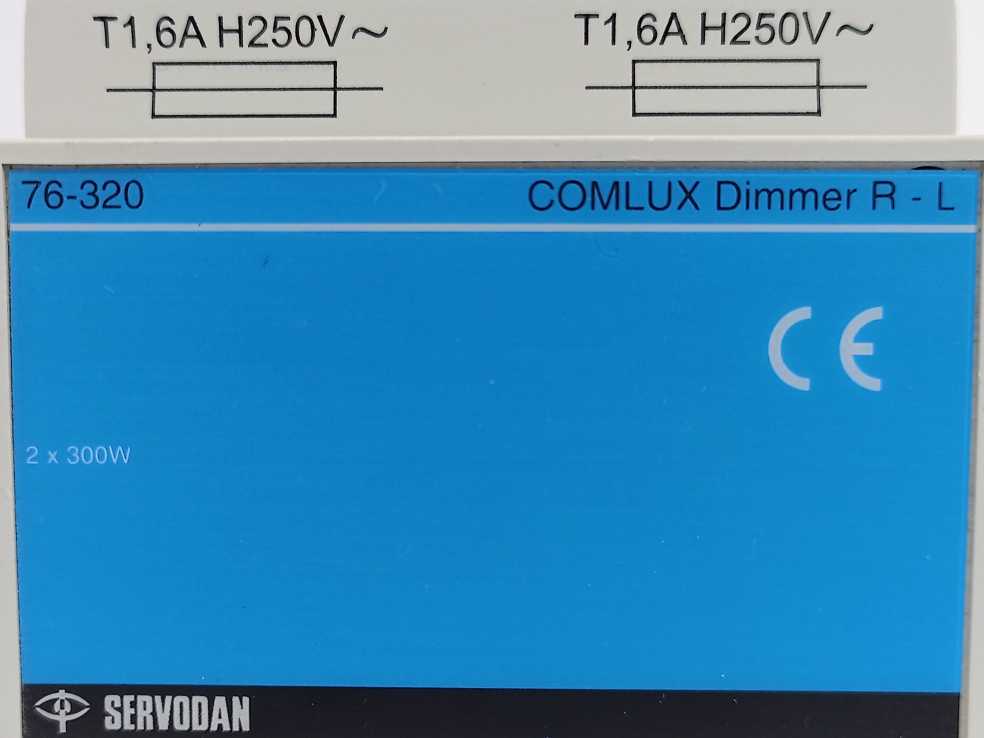 T1,6A H250V~ T1,6A H250V~
76-320 COMLUX Dimmer R - L
CE
2 x 300W
SERVODAN